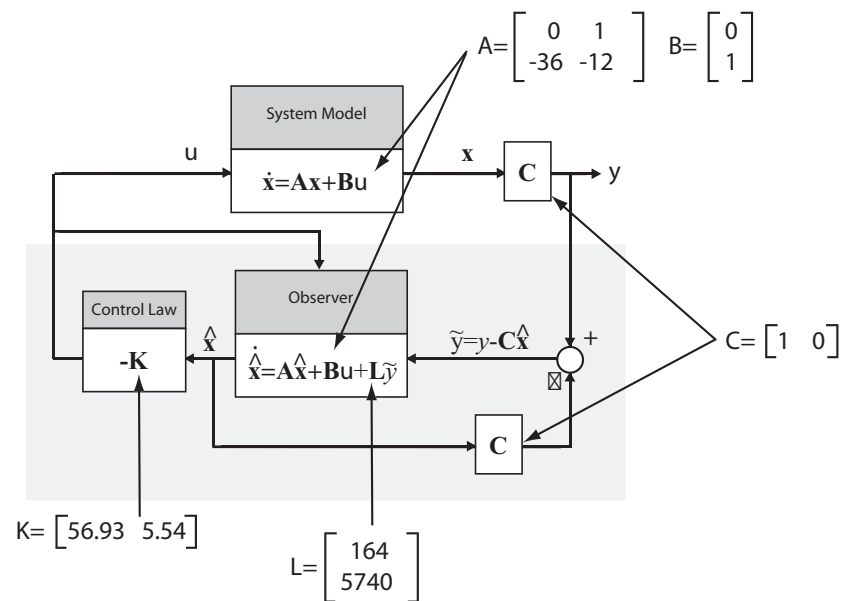 A= [ 0 1
-36 -12 ] B= [ 0
1 ]
System Model
u
x
ẋ=Ax+Bu
C
y
Control Law
Observer
-K
x̂
x̂̇=Ax̂+Bu+Lỹ
ỹ=y-Cx̂
+
C= [1 0]
C
K= [56.93 5.54]
L= [ 164
5740 ]